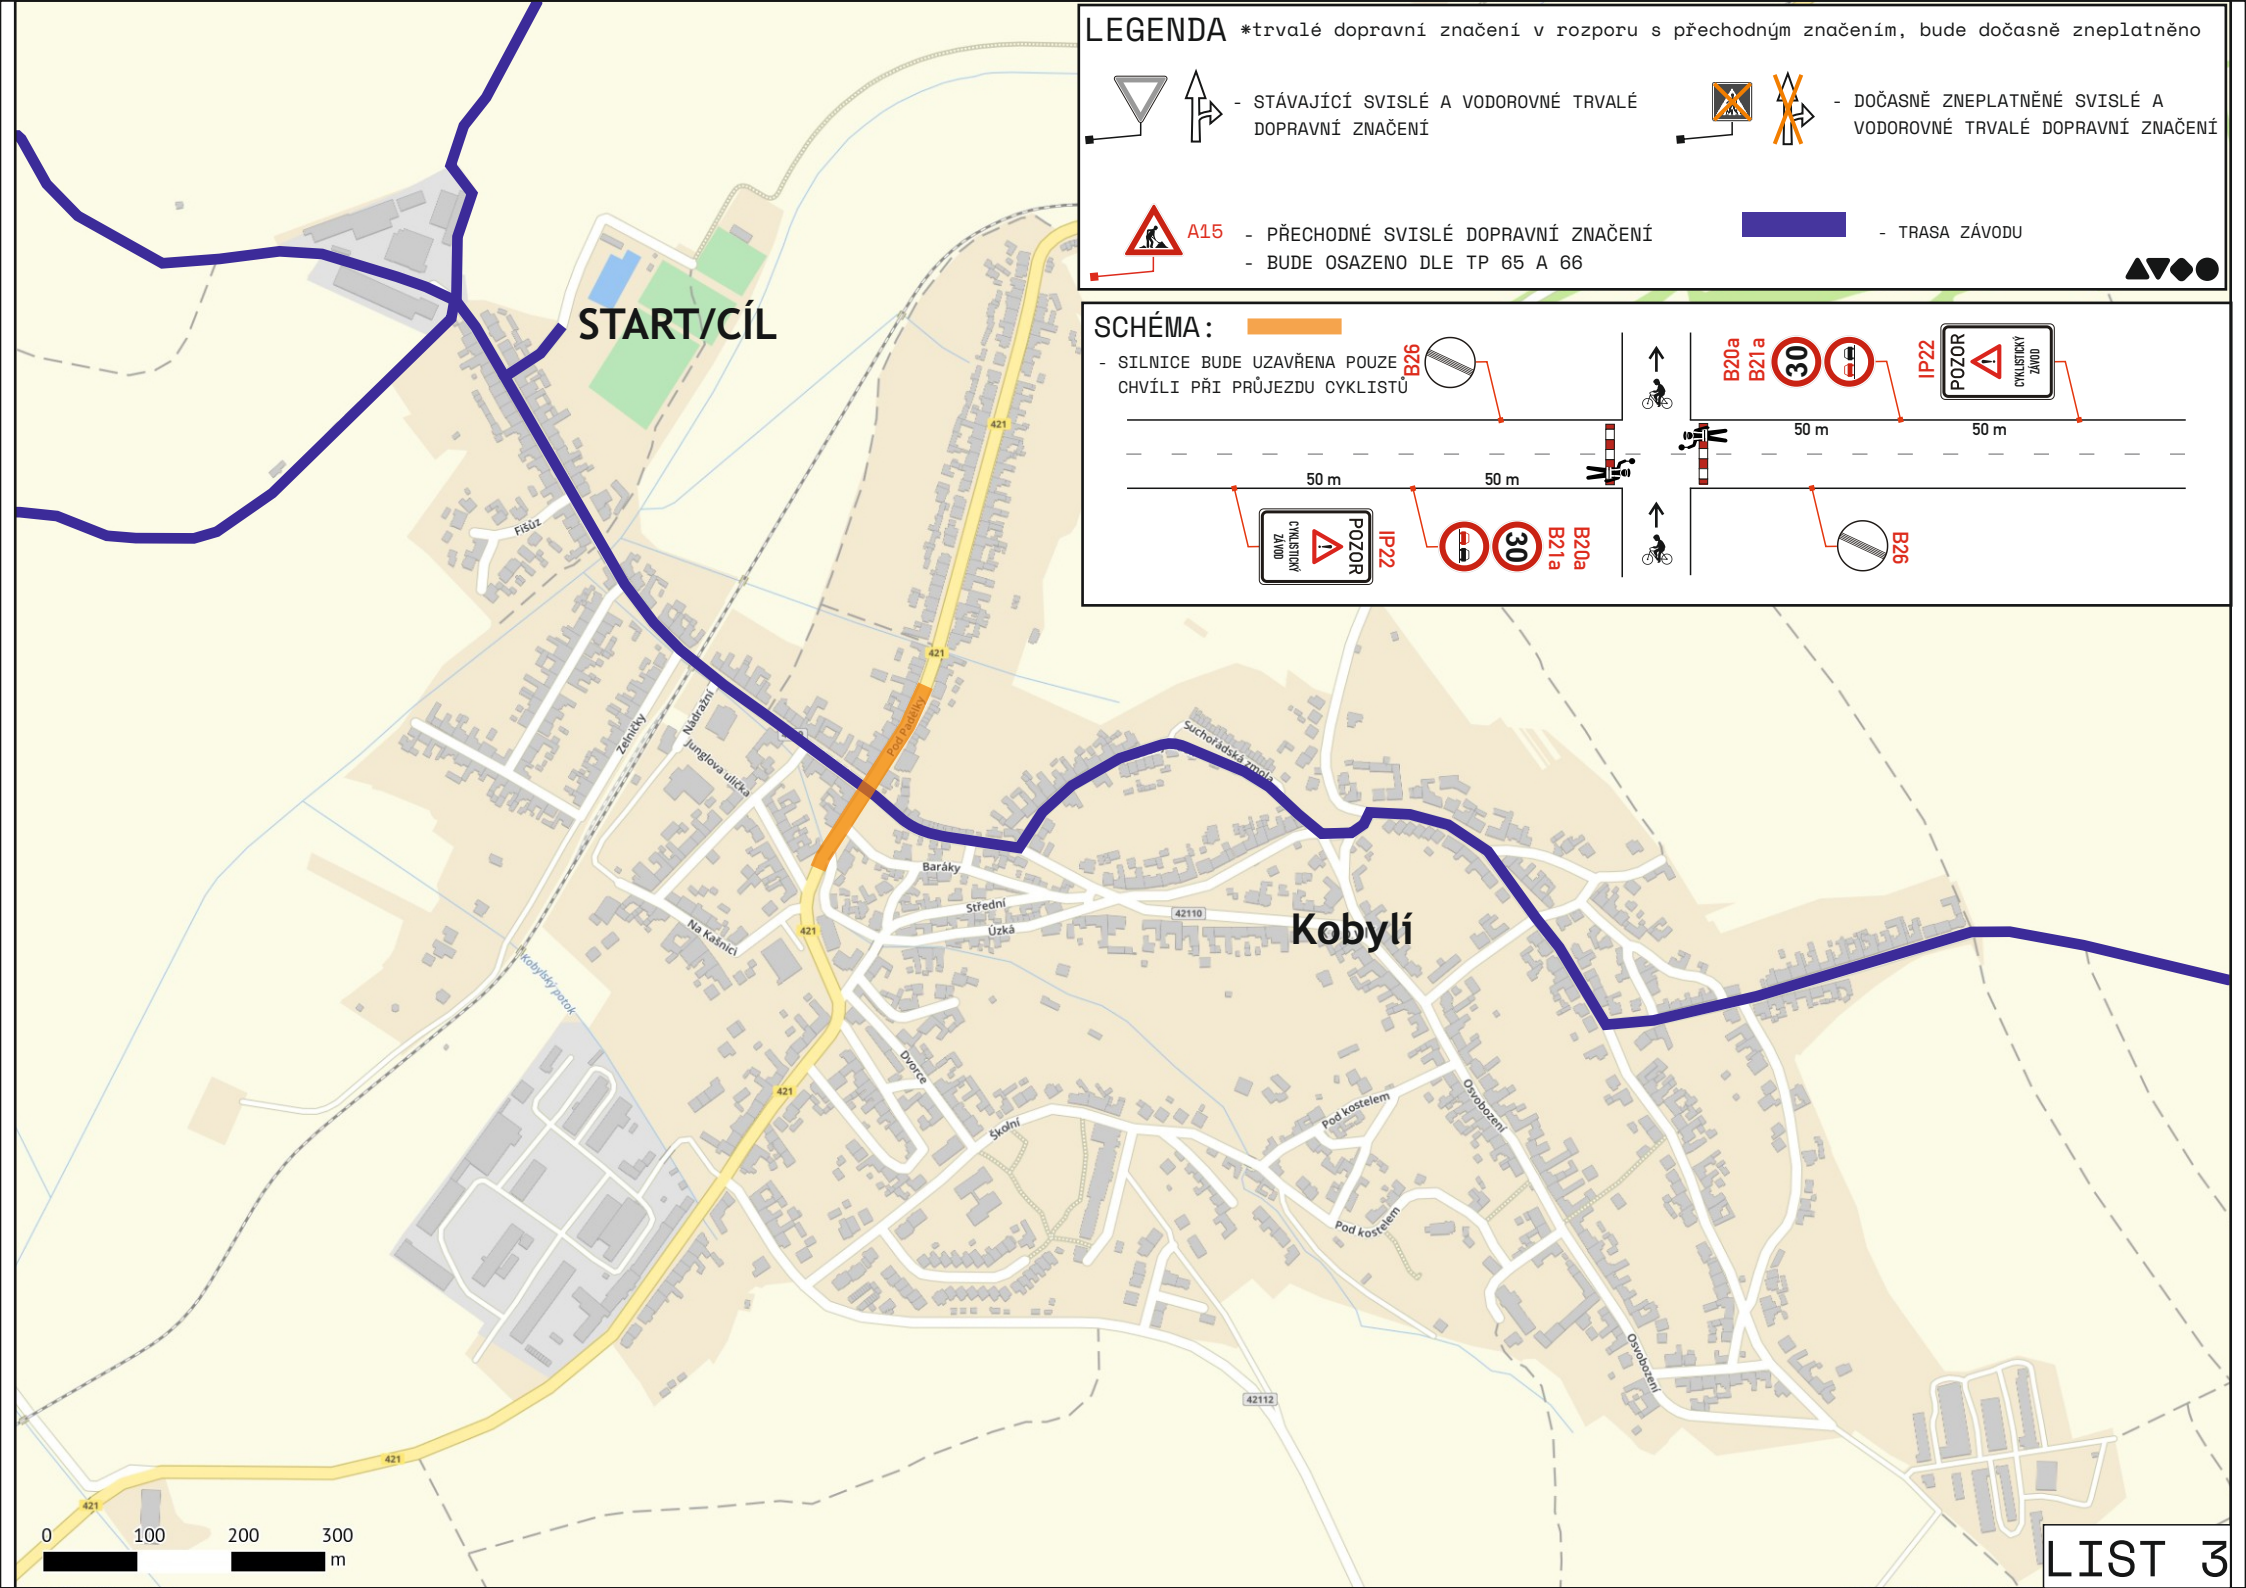 LEGENDA *trvalé dopravní značení v rozporu s přechodným značením, bude dočasně zneplatněno
- STÁVAJÍCÍ SVISLÉ A VODOROVNÉ TRVALÉ
DOPRAVNÍ ZNAČENÍ
- DOČASNĚ ZNEPLATNĚNÉ SVISLÉ A
VODOROVNÉ TRVALÉ DOPRAVNÍ ZNAČENÍ
A15
- PŘECHODNÉ SVISLÉ DOPRAVNÍ ZNAČENÍ
- BUDE OSAZENO DLE TP 65 A 66
- TRASA ZÁVODU
SCHÉMA:
- SILNICE BUDE UZAVŘENA POUZE
CHVÍLI PŘI PRŮJEZDU CYKLISTŮ
B26
B20a
B21a
30
IP22
POZOR
CYKLISTICKÝ
ZÁVOD
50 m
50 m
50 m
50 m
POZOR
CYKLISTICKÝ
ZÁVOD
IP22
30
B21a
B20a
B26
START/CÍL
421
Fišúz
421
Pod Padělky
Nádražní
Zelničky
Junglova ulička
Suchořádská zmola
Baráky
Střední
Úzká
42110
Kobylí
421
Na Kašnici
Kobylský potok
Dvorce
421
Školní
Pod kostelem
Osvobození
Pod kostelem
Osvobození
42112
421
421
0 100 200 300
m
LIST 3